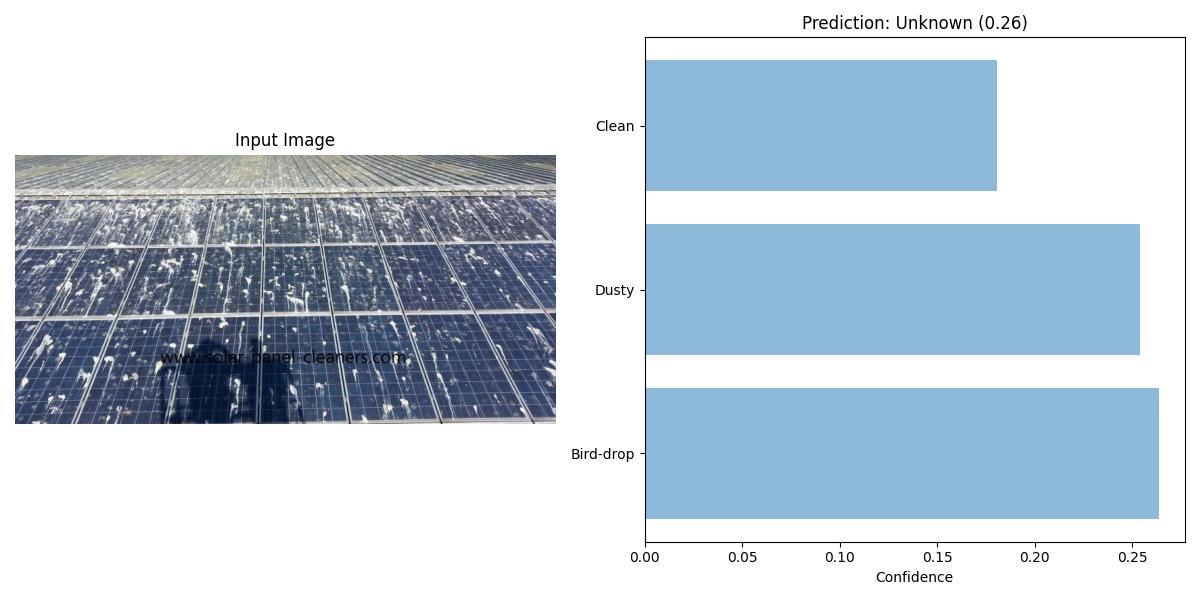 Input Image
www.solar-panel-cleaners.com
Prediction: Unknown (0.26)
Clean
Dusty
Bird-drop
0.00 0.05 0.10 0.15 0.20 0.25
Confidence